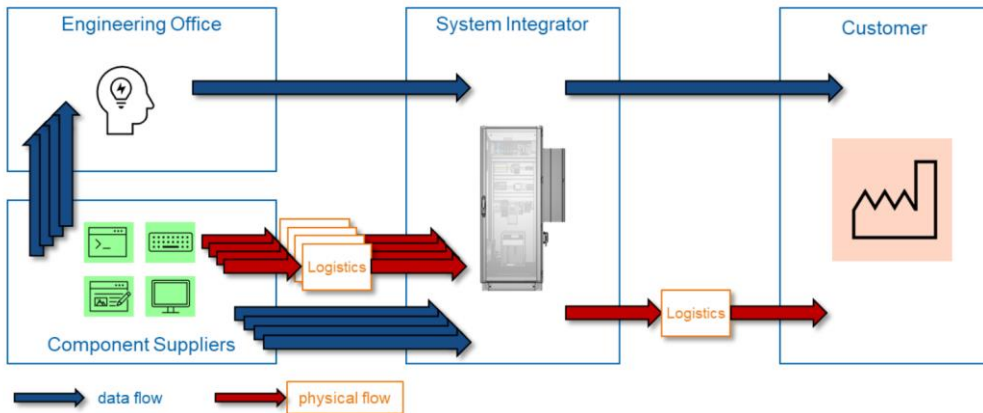 Engineering Office
System Integrator
Customer
Logistics
Component Suppliers
Logistics
data flow
physical flow